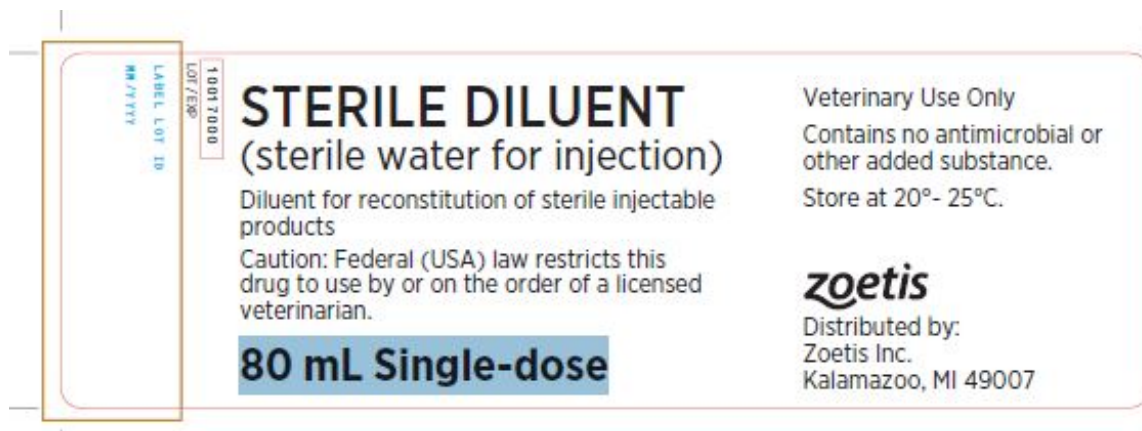 LABEL LOT ID
MM/YYYY
LOT/EXP
10017000
STERILE DILUENT
(sterile water for injection)
Diluent for reconstitution of sterile injectable
products
Caution: Federal (USA) law restricts this
drug to use by or on the order of a licensed
veterinarian.
80 mL Single-dose
Veterinary Use Only
Contains no antimicrobial or
other added substance.
Store at 20°- 25°C.
zoetis
Distributed by:
Zoetis Inc.
Kalamazoo, MI 49007